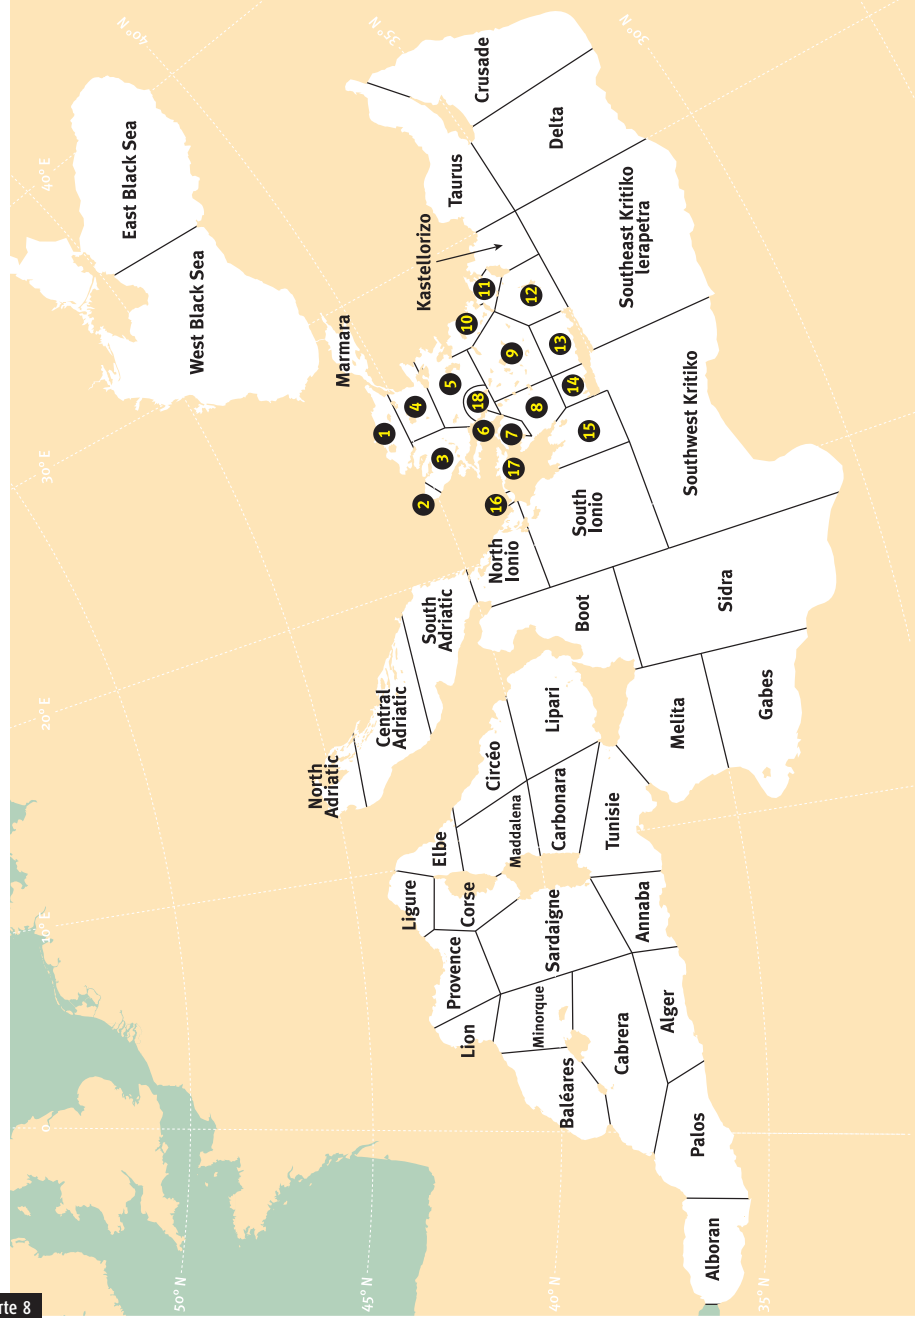 40° N
35° N
30° N
40° E
30° E
20° E
10° E
0
50° N
45° N
40° N
35° N
East Black Sea
West Black Sea
Marmara
Crusade
Delta
Taurus
Kastellorizo
Southeast Kritiko
Ierapetra
Southwest Kritiko
1
2
3
4
5
6
7
8
9
10
11
12
13
14
15
16
17
18
North
Ionio
South
Ionio
Boot
Sidra
South
Adriatic
Central
Adriatic
North
Adriatic
Melita
Gabes
Lipari
Circéo
Carbonara
Maddalena
Tunisie
Elbe
Ligure
Corse
Sardaigne
Annaba
Provence
Lion
Minorque
Baléares
Cabrera
Alger
Palos
Alboran
rte 8